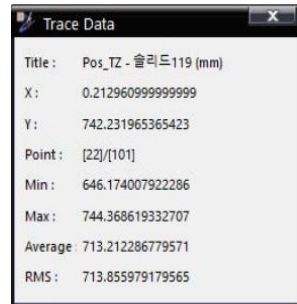 Trace Data
Title : Pos_TZ - 솔리드119 (mm)
X : 0.212960999999999
Y : 742.231965365423
Point : [22]/[101]
Min : 646.174007922286
Max : 744.368619332707
Average : 713.212286779571
RMS : 713.855979179565